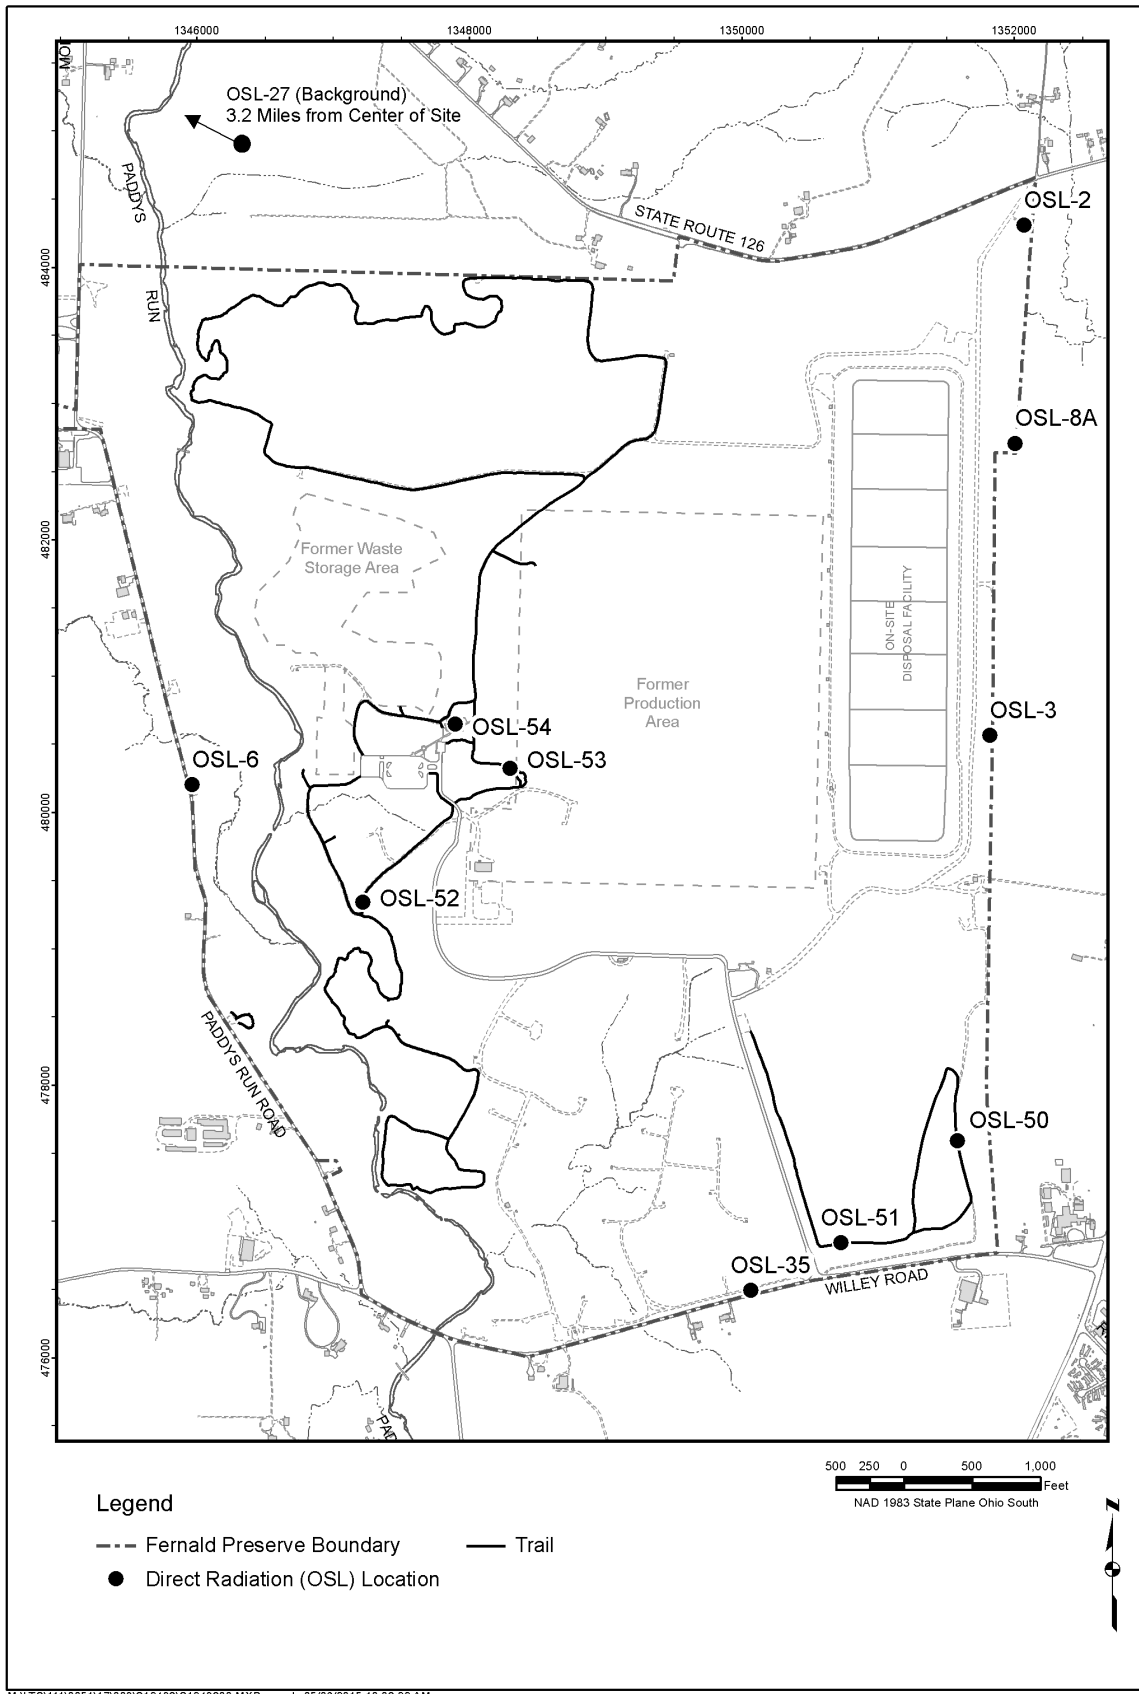 1346000
1348000
1350000
1352000
OSL-27 (Background)
3.2 Miles from Center of Site
PADDYS
RUN
STATE ROUTE 126
OSL-2
484000
OSL-8A
482000
Former Waste
Storage Area
ON-SITE
DISPOSAL FACILITY
Former
Production
Area
OSL-3
OSL-54
OSL-53
OSL-6
480000
OSL-52
PADDYS RUN ROAD
478000
OSL-50
OSL-51
OSL-35
WILLEY ROAD
476000
500 250 0 500 1,000
Feet
NAD 1983 State Plane Ohio South
Legend
Fernald Preserve Boundary
Trail
Direct Radiation (OSL) Location